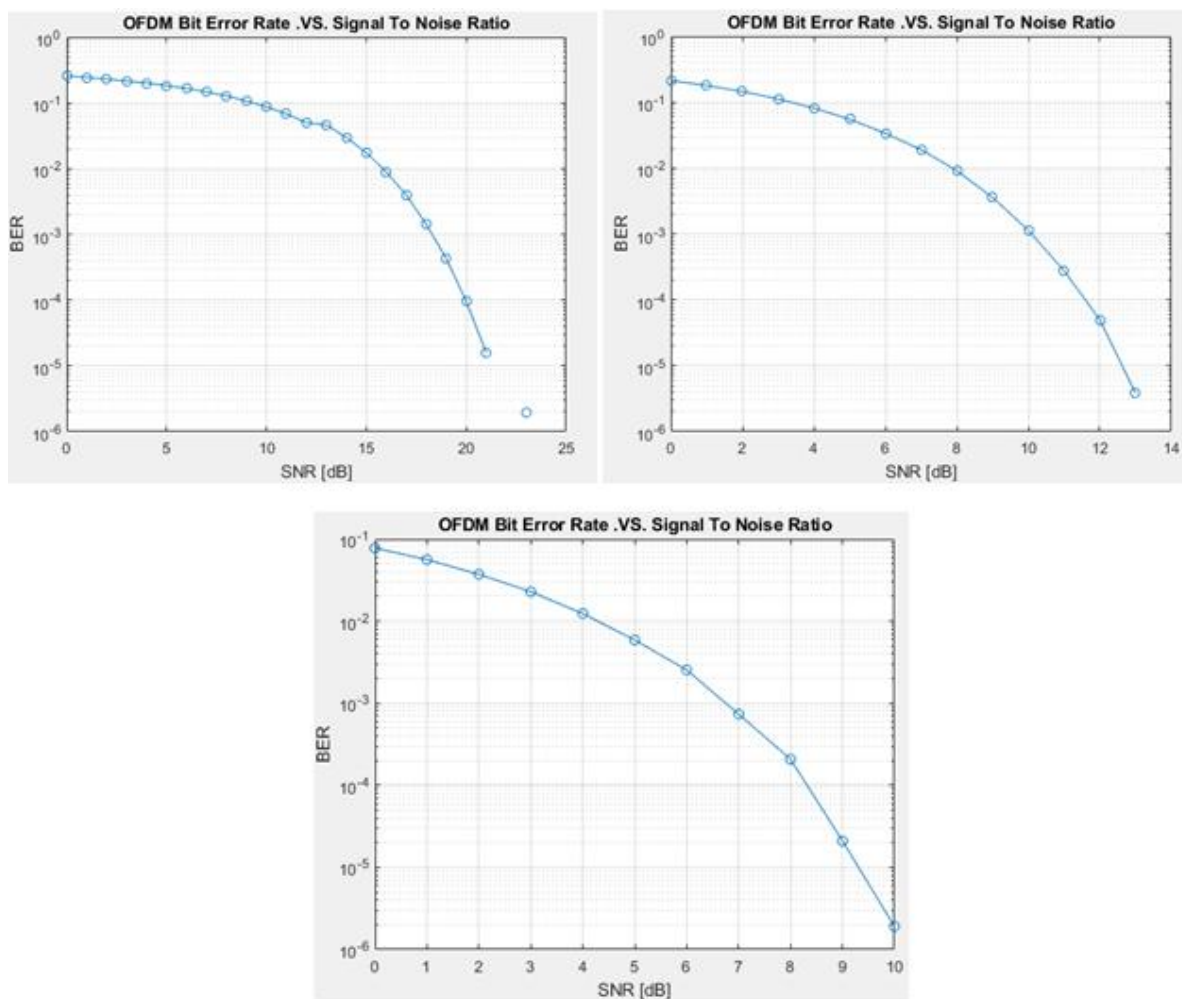 OFDM Bit Error Rate .VS. Signal To Noise Ratio
10^0
10^-1
10^-2
10^-3
10^-4
10^-5
10^-6
BER
0 5 10 15 20 25
SNR [dB]
OFDM Bit Error Rate .VS. Signal To Noise Ratio
10^0
10^-1
10^-2
10^-3
10^-4
10^-5
10^-6
BER
0 2 4 6 8 10 12 14
SNR [dB]
OFDM Bit Error Rate .VS. Signal To Noise Ratio
10^-1
10^-2
10^-3
10^-4
10^-5
10^-6
BER
0 1 2 3 4 5 6 7 8 9 10
SNR [dB]